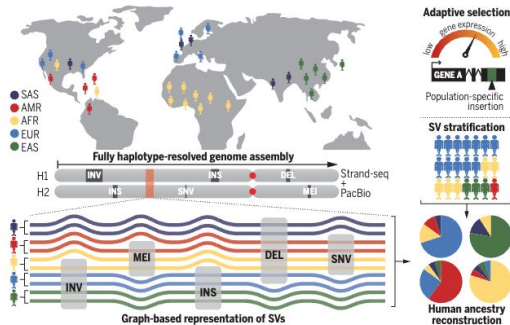 SAS
AMR
AFR
EUR
EAS
Fully haplotype-resolved genome assembly
H1
INV
INS
DEL
H2
INS
SNV
MEI
Strand-seq
+
PacBio
INV
MEI
INS
DEL
SNV
Graph-based representation of SVs
Adaptive selection
low gene expression high
GENE A
Population-specific
insertion
SV stratification
Human ancestry
reconstruction